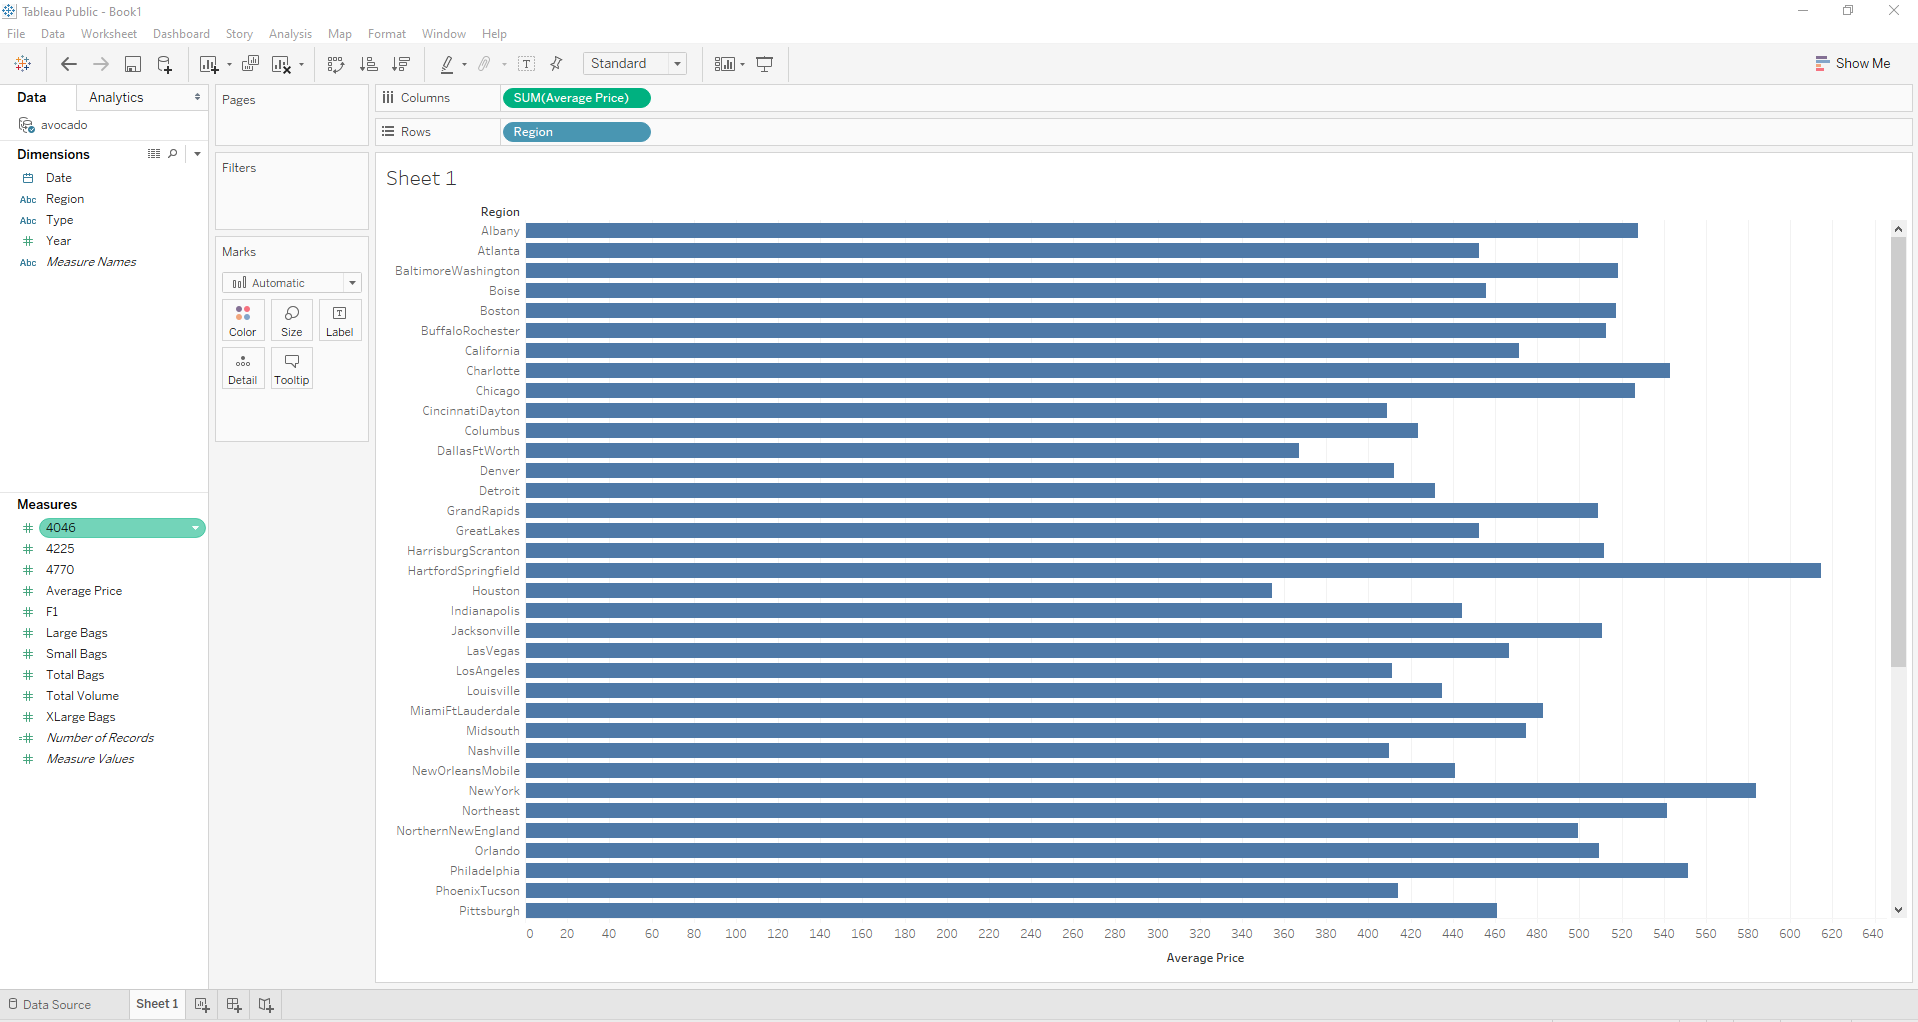 Tableau Public - Book1
File Data Worksheet Dashboard Story Analysis Map Format Window Help
Standard
Show Me
Data
Analytics
avocado
Dimensions
Abc
Date
Abc Region
Abc Type
Year
Abc Measure Names
Measures
4046
4225
4770
Average Price
F1
Large Bags
Small Bags
Total Bags
Total Volume
XLarge Bags
Number of Records
Measure Values
Pages
Filters
Marks
Automatic
Color Size Label
Detail Tooltip
Columns SUM(Average Price)
Rows Region
Sheet 1
Region
Albany
Atlanta
BaltimoreWashington
Boise
Boston
BuffaloRochester
California
Charlotte
Chicago
CincinnatiDayton
Columbus
DallasFtWorth
Denver
Detroit
GrandRapids
GreatLakes
HarrisburgScranton
HartfordSpringfield
Houston
Indianapolis
Jacksonville
LasVegas
LosAngeles
Louisville
MiamiFtLauderdale
Midsouth
Nashville
NewOrleansMobile
NewYork
Northeast
NorthernNewEngland
Orlando
Philadelphia
PhoenixTucson
Pittsburgh
0 20 40 60 80 100 120 140 160 180 200 220 240 260 280 300 320 340 360 380 400 420 440 460 480 500 520 540 560 580 600 620 640
Average Price
Data Source
Sheet 1